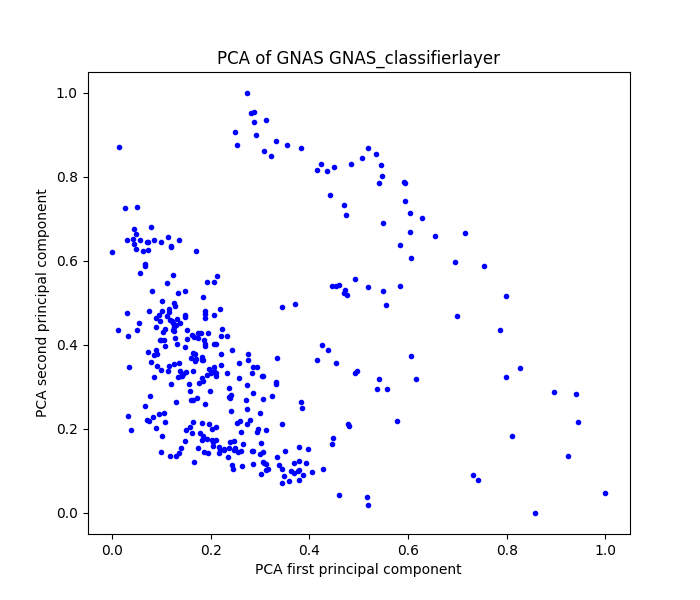 PCA of GNAS GNAS_classifierlayer
1.0
0.8
0.6
0.4
0.2
0.0
PCA second principal component
0.0 0.2 0.4 0.6 0.8 1.0
PCA first principal component